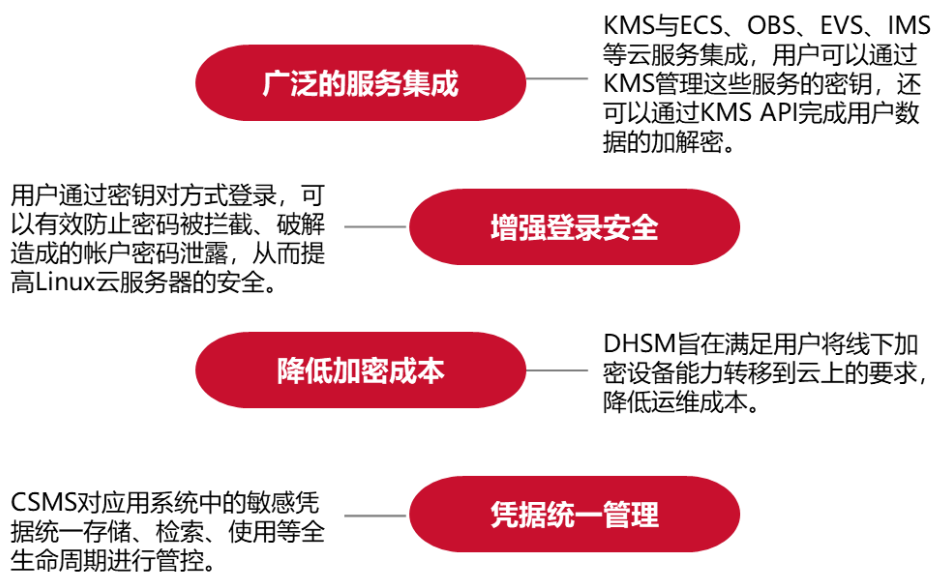 广泛的服务集成
KMS与ECS、OBS、EVS、IMS
等云服务集成，用户可以通过
KMS管理这些服务的密钥，还
可以通过KMS API完成用户数
据的加解密。
用户通过密钥对方式登录，可
以有效防止密码被拦截、破解
造成的帐户密码泄露，从而提
高Linux云服务器的安全。
增强登录安全
降低加密成本
DHSM旨在满足用户将线下加
密设备能力转移到云上的要求，
降低运维成本。
CSMS对应用系统中的敏感凭
据统一存储、检索、使用等全
生命周期进行管控。
凭据统一管理